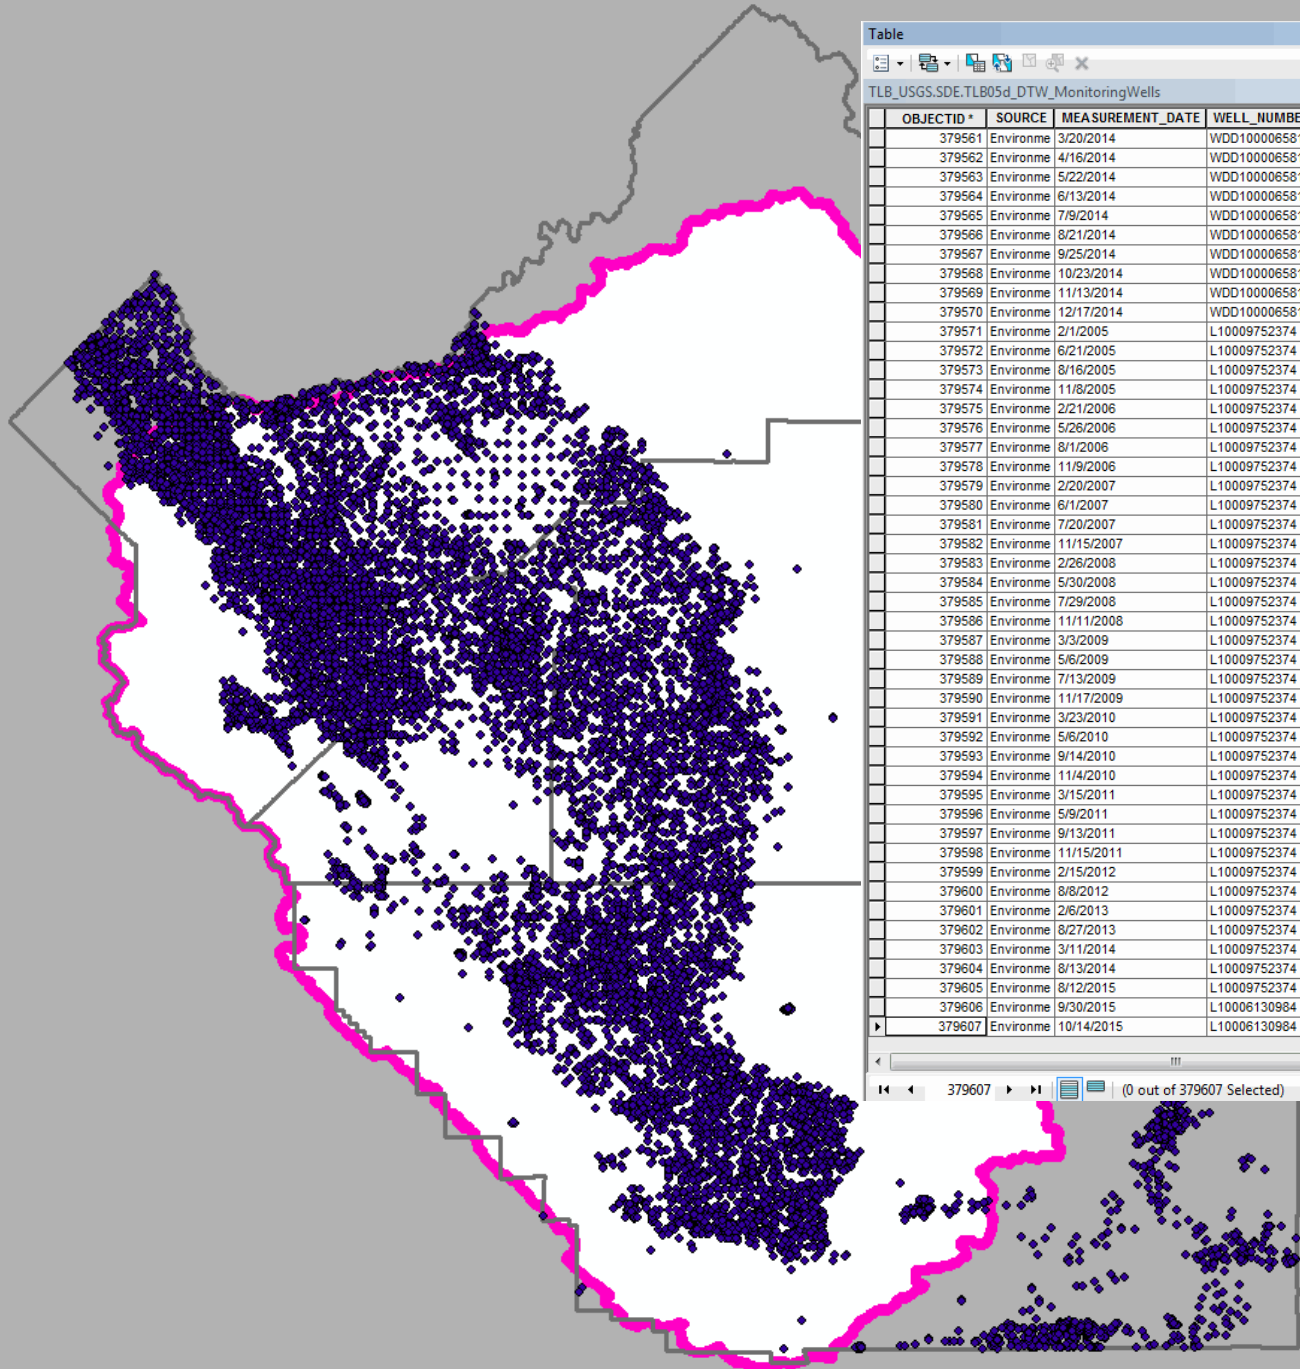 Table
TLB_USGS.SDE.TLB05d_DTW_MonitoringWells
OBJECTID * SOURCE MEASUREMENT_DATE WELL_NUMBE
379561 Environme 3/20/2014 WDD100006581
379562 Environme 4/16/2014 WDD100006581
379563 Environme 5/22/2014 WDD100006581
379564 Environme 6/13/2014 WDD100006581
379565 Environme 7/9/2014 WDD100006581
379566 Environme 8/21/2014 WDD100006581
379567 Environme 9/25/2014 WDD100006581
379568 Environme 10/23/2014 WDD100006581
379569 Environme 11/13/2014 WDD100006581
379570 Environme 12/17/2014 WDD100006581
379571 Environme 2/1/2005 L10009752374
379572 Environme 6/21/2005 L10009752374
379573 Environme 8/16/2005 L10009752374
379574 Environme 11/8/2005 L10009752374
379575 Environme 2/21/2006 L10009752374
379576 Environme 5/26/2006 L10009752374
379577 Environme 8/1/2006 L10009752374
379578 Environme 11/9/2006 L10009752374
379579 Environme 2/20/2007 L10009752374
379580 Environme 6/1/2007 L10009752374
379581 Environme 7/20/2007 L10009752374
379582 Environme 11/15/2007 L10009752374
379583 Environme 2/26/2008 L10009752374
379584 Environme 5/30/2008 L10009752374
379585 Environme 7/29/2008 L10009752374
379586 Environme 11/11/2008 L10009752374
379587 Environme 3/3/2009 L10009752374
379588 Environme 5/6/2009 L10009752374
379589 Environme 7/13/2009 L10009752374
379590 Environme 11/17/2009 L10009752374
379591 Environme 3/23/2010 L10009752374
379592 Environme 5/6/2010 L10009752374
379593 Environme 9/14/2010 L10009752374
379594 Environme 11/4/2010 L10009752374
379595 Environme 3/15/2011 L10009752374
379596 Environme 5/9/2011 L10009752374
379597 Environme 9/13/2011 L10009752374
379598 Environme 11/15/2011 L10009752374
379599 Environme 2/15/2012 L10009752374
379600 Environme 8/8/2012 L10009752374
379601 Environme 2/6/2013 L10009752374
379602 Environme 8/27/2013 L10009752374
379603 Environme 3/11/2014 L10009752374
379604 Environme 8/13/2014 L10009752374
379605 Environme 8/12/2015 L10009752374
379606 Environme 9/30/2015 L10006130984
379607 Environme 10/14/2015 L10006130984
379607 (0 out of 379607 Selected)